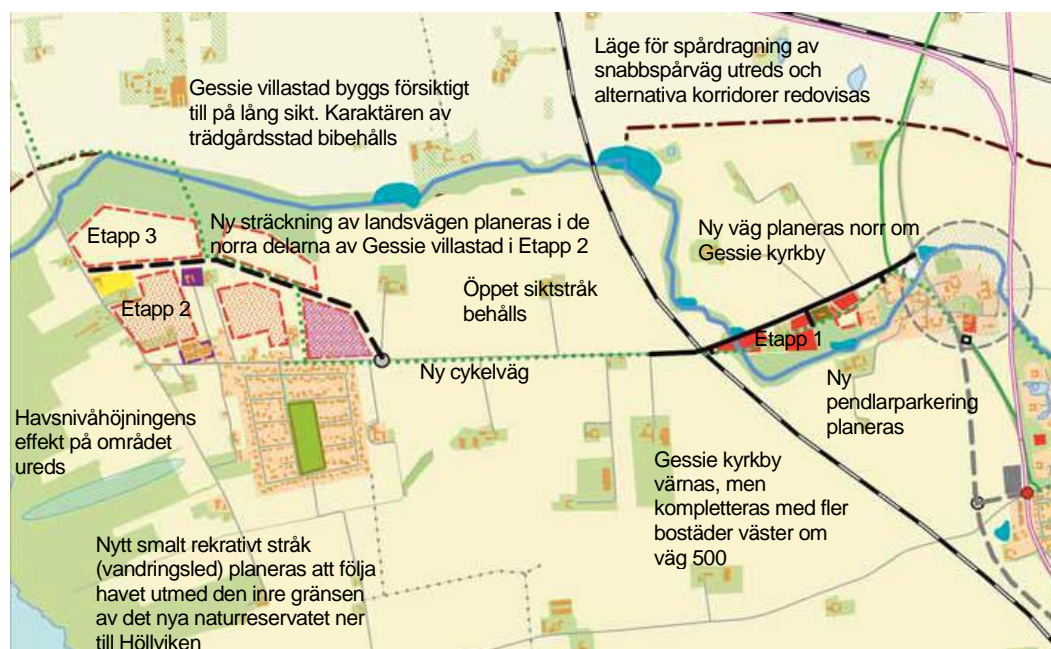 Gessie villastad byggs försiktigt
till på lång sikt. Karaktären av
trädgårdsstad bibehålls
Läge för spårdragning av
snabbspårväg utreds och
alternativa korridorer redovisas
Etapp 3
Ny sträckning av landsvägen planeras i de
norra delarna av Gessie villastad i Etapp 2
Ny väg planeras norr om
Gessie kyrkby
Etapp 2
Öppet siktstråk
behålls
Etapp 1
Ny cykelväg
Ny
pendlarparkering
planeras
Havsnivåhöjningens
effekt på området
ureds
Gessie kyrkby
värnas, men
kompletteras med fler
bostäder väster om
väg 500
Nytt smalt rekrativt stråk
(vandringsled) planeras att följa
havet utmed den inre gränsen
av det nya naturreservatet ner
till Höllviken